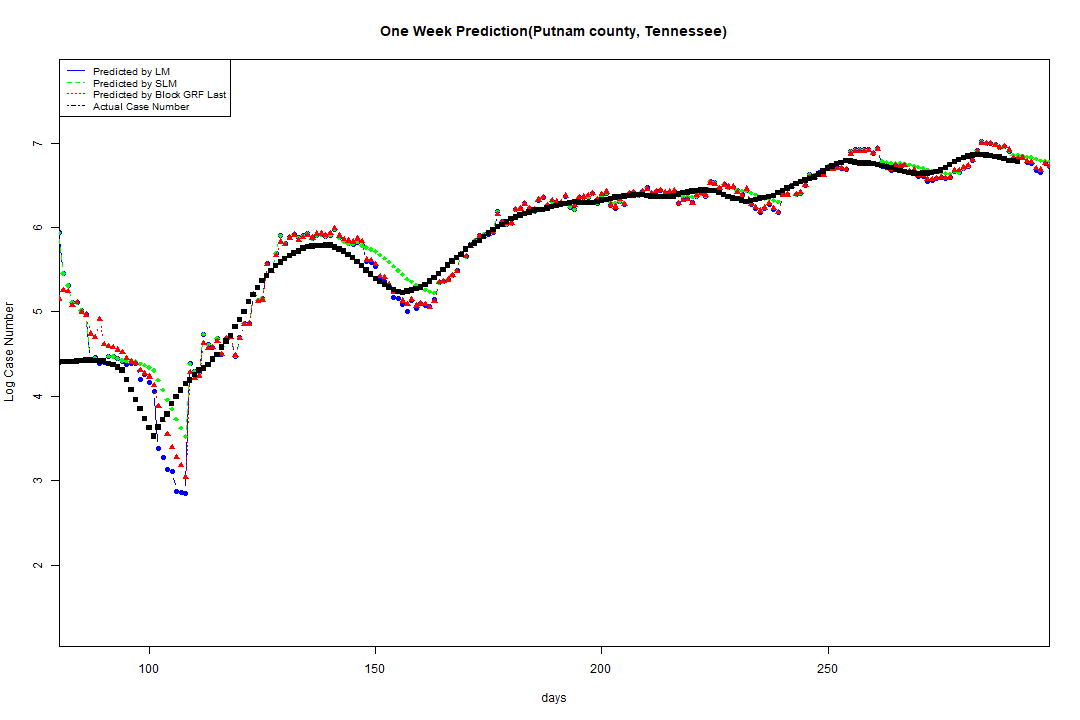 One Week Prediction(Putnam county, Tennessee)
Predicted by LM
Predicted by SLM
Predicted by Block GRF Last
Actual Case Number
7
6
5
4
3
2
Log Case Number
100 150 200 250
days